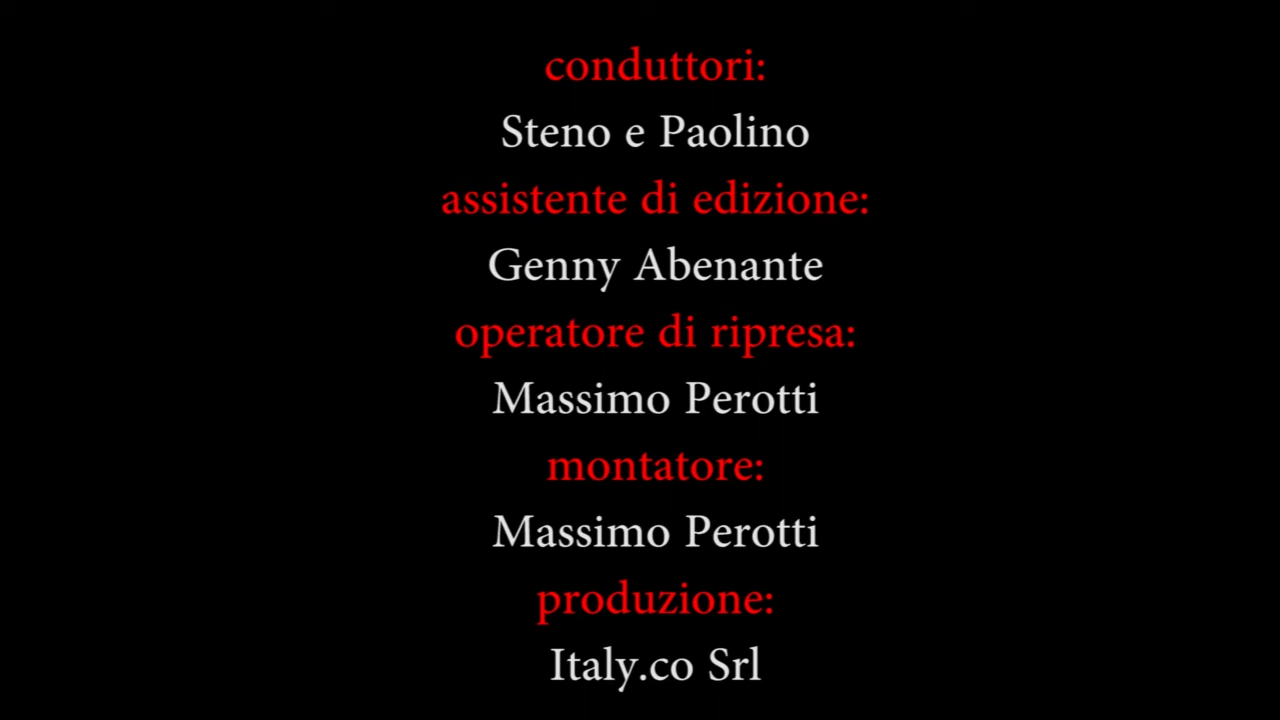 conduttori:
Steno e Paolino
assistente di edizione:
Genny Abenante
operatore di ripresa:
Massimo Perotti
montatore:
Massimo Perotti
produzione:
Italy.co Srl